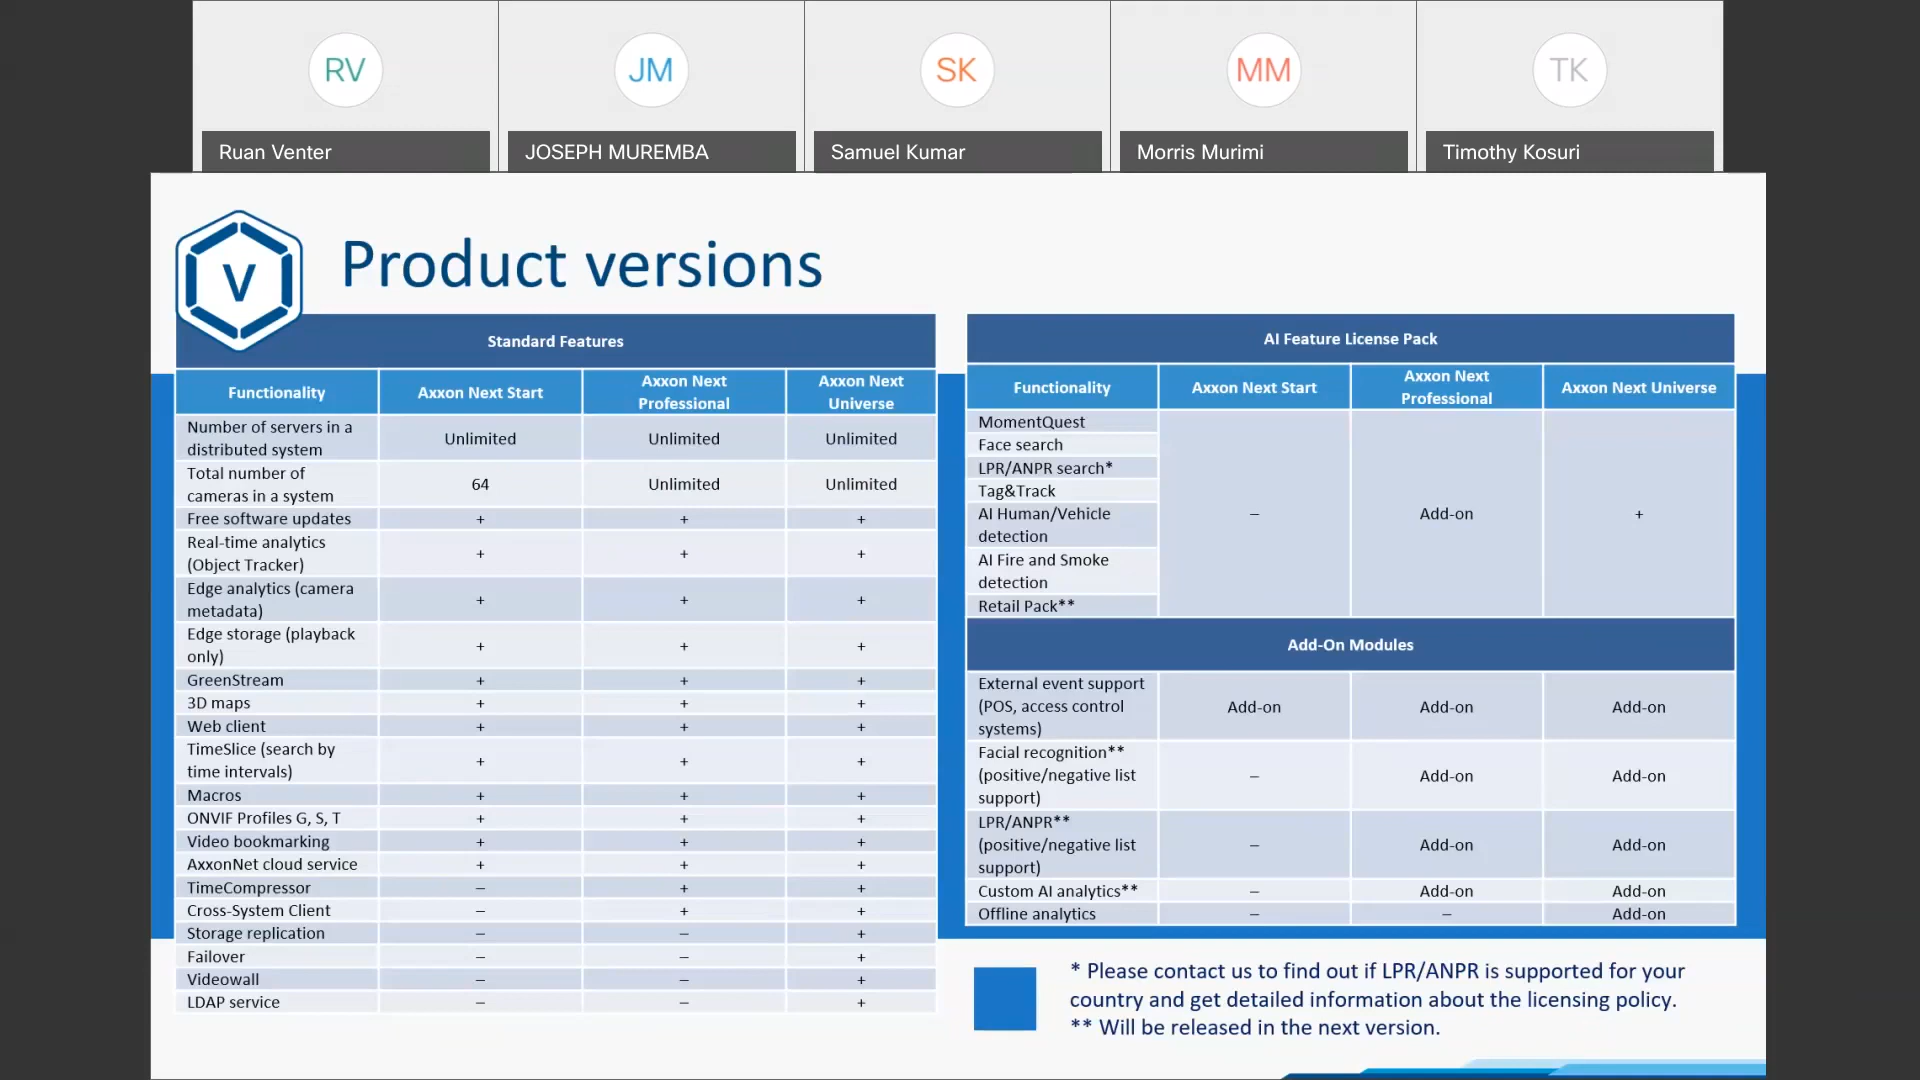 RV
JM
SK
MM
TK
Ruan Venter
JOSEPH MUREMBA
Samuel Kumar
Morris Murimi
Timothy Kosuri
V
Product versions
Standard Features
Functionality
Axxon Next Start
Axxon Next
Professional
Axxon Next
Universe
Number of servers in a
distributed system
Unlimited
Unlimited
Unlimited
Total number of
cameras in a system
64
Unlimited
Unlimited
Free software updates
+
+
+
Real-time analytics
(Object Tracker)
+
+
+
Edge analytics (camera
metadata)
+
+
+
Edge storage (playback
only)
+
+
+
GreenStream
+
+
+
3D maps
+
+
+
Web client
+
+
+
TimeSlice (search by
time intervals)
+
+
+
Macros
+
+
+
ONVIF Profiles G, S, T
+
+
+
Video bookmarking
+
+
+
AxxonNet cloud service
+
+
+
TimeCompressor
–
+
+
Cross-System Client
–
+
+
Storage replication
–
–
+
Failover
–
–
+
Videowall
–
–
+
LDAP service
–
–
+
AI Feature License Pack
Functionality
Axxon Next Start
Axxon Next
Professional
Axxon Next Universe
MomentQuest
Face search
LPR/ANPR search*
Tag&Track
AI Human/Vehicle
detection
AI Fire and Smoke
detection
Retail Pack**
–
Add-on
+
Add-On Modules
External event support
(POS, access control
systems)
Add-on
Add-on
Add-on
Facial recognition**
(positive/negative list
support)
–
Add-on
Add-on
LPR/ANPR**
(positive/negative list
support)
–
Add-on
Add-on
Custom AI analytics**
–
Add-on
Add-on
Offline analytics
–
–
Add-on
* Please contact us to find out if LPR/ANPR is supported for your
country and get detailed information about the licensing policy.
** Will be released in the next version.